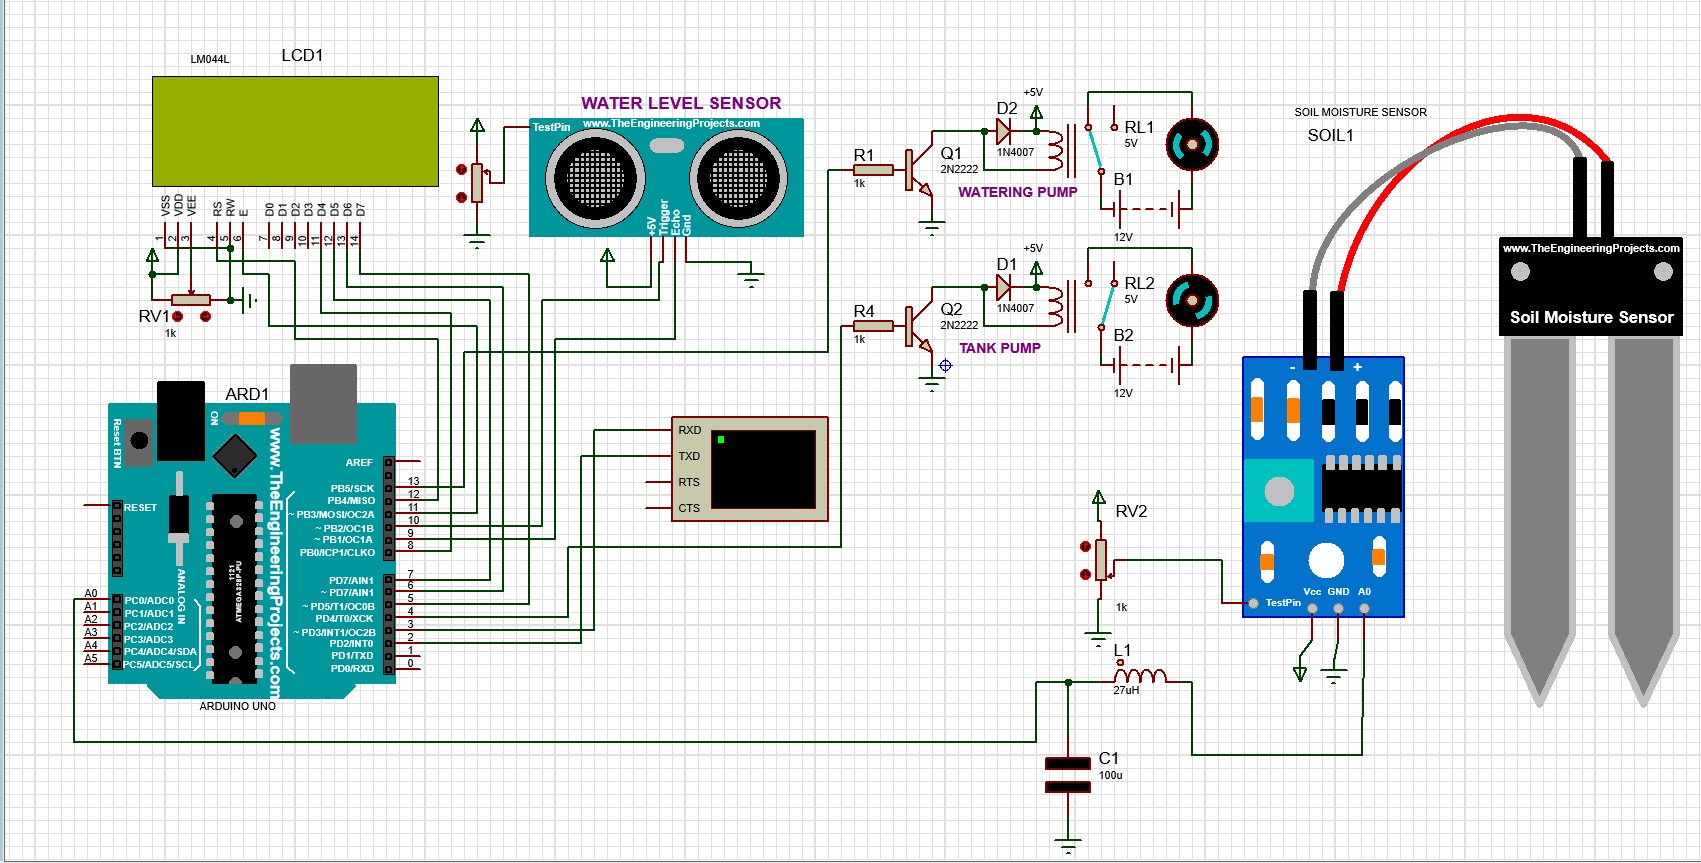 LM044L
LCD1
VSS
VDD
VEE
RS
RW
E
D0
D1
D2
D3
D4
D5
D6
D7
1
2
3
4
5
6
7
8
9
10
11
12
13
14
RV1
1k
WATER LEVEL SENSOR
TestPin
www.TheEngineeringProjects.com
+5V
Trigger
Echo
Gnd
R1
1k
Q1
2N2222
D2
1N4007
+5V
WATERING PUMP
RL1
5V
B1
12V
R4
1k
Q2
2N2222
D1
1N4007
+5V
TANK PUMP
RL2
5V
B2
12V
SOIL MOISTURE SENSOR
SOIL1
www.TheEngineeringProjects.com
Soil Moisture Sensor
- +
Vcc GND A0
TestPin
RV2
1k
L1
27uH
C1
100u
RXD
TXD
RTS
CTS
ARD1
ON
Reset BTN
www.TheEngineeringProjects.com
RESET
ANALOG IN
1121
ATMEGA328P-PU
AREF
PB5/SCK 13
PB4/MISO 12
~ PB3/MOSI/OC2A 11
~ PB2/OC1B 10
~ PB1/OC1A 9
PB0/ICP1/CLKO 8
PD7/AIN1 7
~ PD7/AIN1 6
~ PD5/T1/OC0B 5
PD4/T0/XCK 4
~ PD3/INT1/OC2B 3
PD2/INT0 2
PD1/TXD 1
PD0/RXD 0
A0 PC0/ADC0
A1 PC1/ADC1
A2 PC2/ADC2
A3 PC3/ADC3
A4 PC4/ADC4/SDA
A5 PC5/ADC5/SCL
ARDUINO UNO